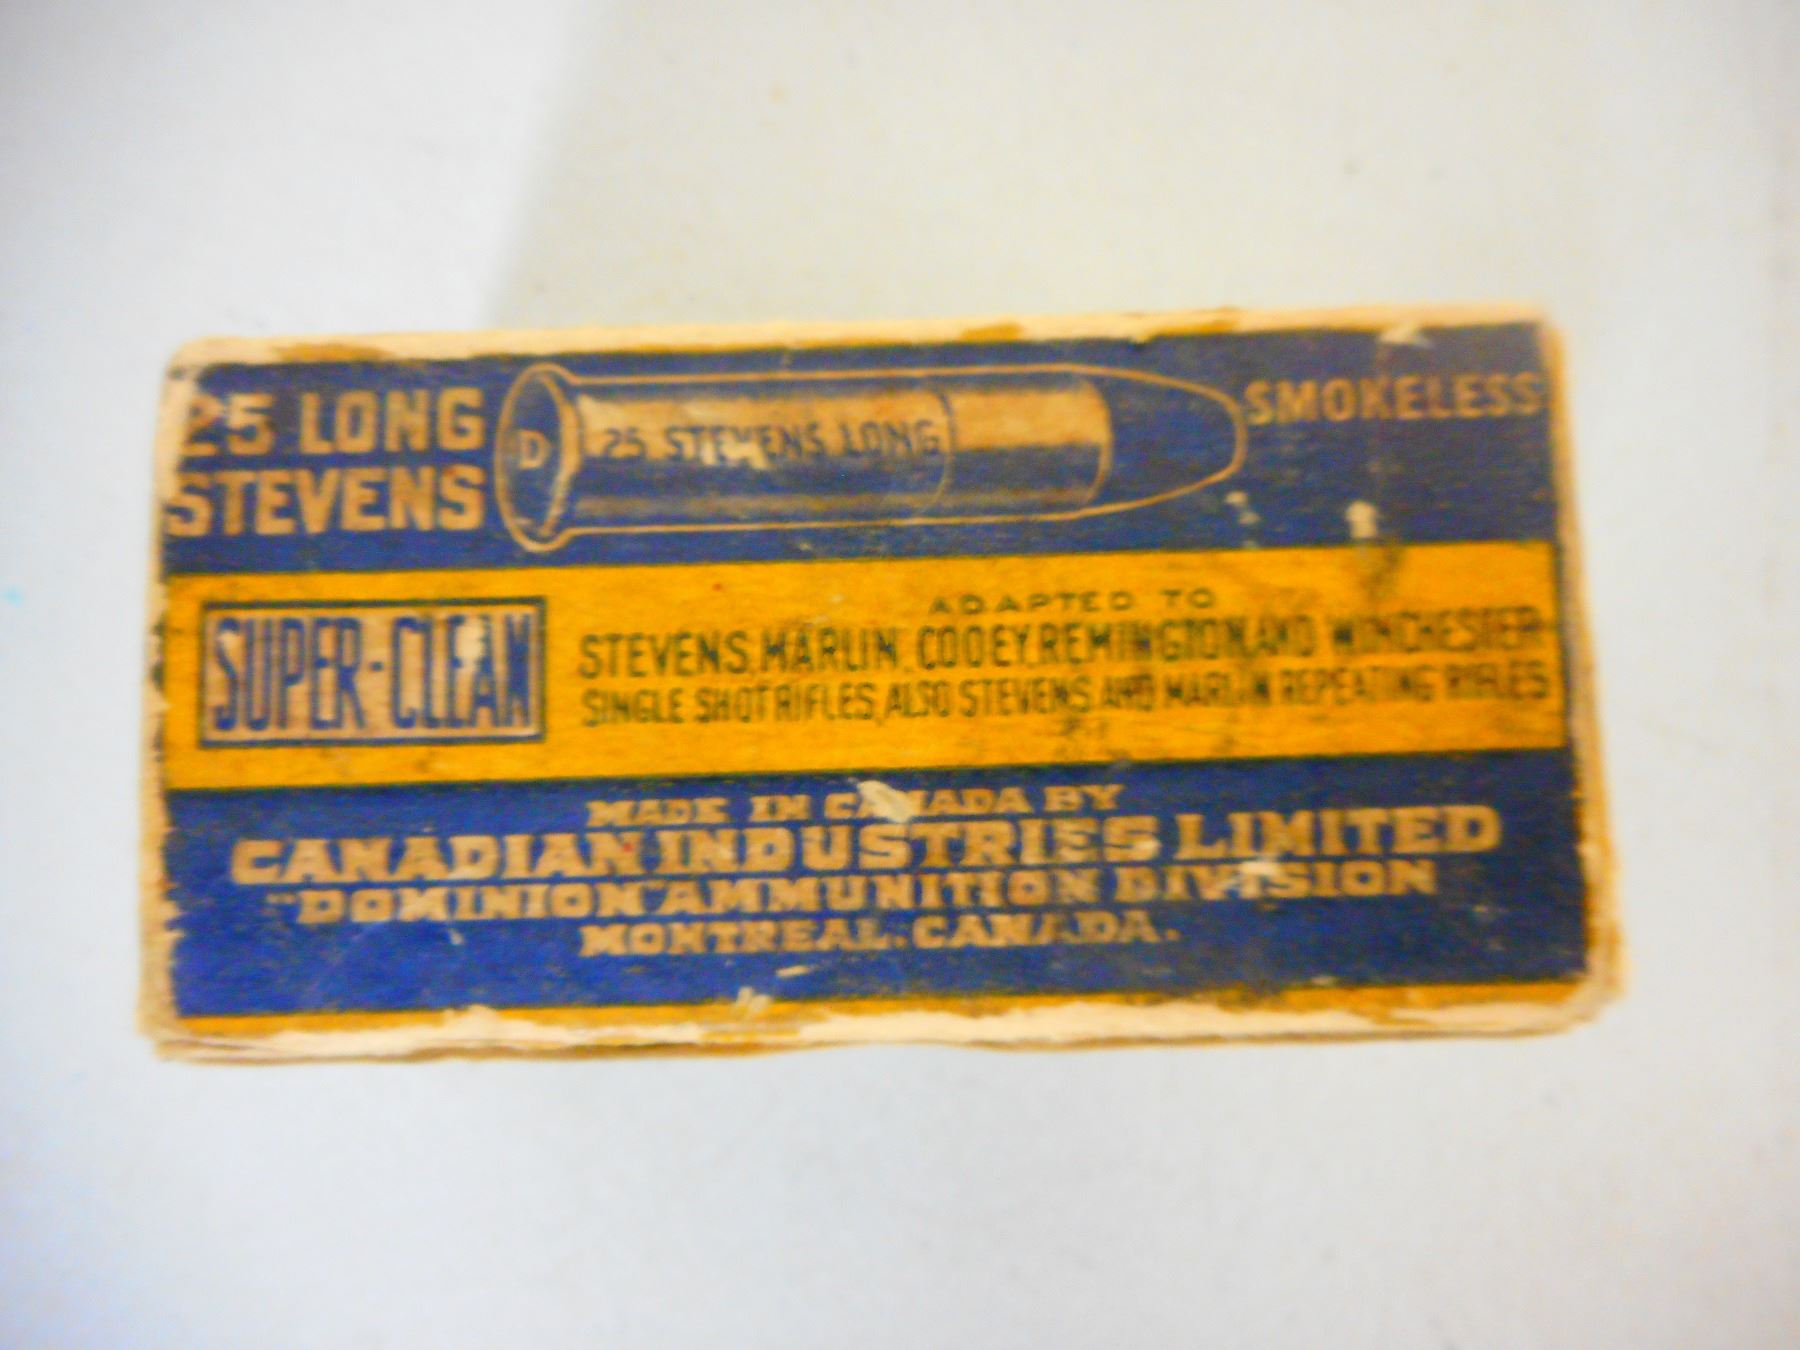 25 LONG
STEVENS
D
25 STEVENS LONG
SMOKELESS
SUPER-CLEAN
ADAPTED TO
STEVENS, MARLIN, COOEY, REMINGTON, AND WINCHESTER
SINGLE SHOT RIFLES, ALSO STEVENS AND MARLIN REPEATING RIFLES
MADE IN CANADA BY
CANADIAN INDUSTRIES LIMITED
"DOMINION" AMMUNITION DIVISION
MONTREAL. CANADA.